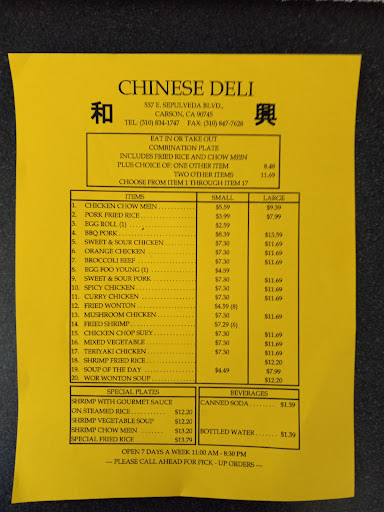 CHINESE DELI
和 興
537 E. SEPULVEDA BLVD.,
CARSON, CA 90745
TEL: (310) 834-1747 FAX: (310) 847-7628
EAT IN OR TAKE OUT
COMBINATION PLATE
INCLUDES FRIED RICE AND CHOW MEIN
PLUS CHOICE OF: ONE OTHER ITEM 8.48
TWO OTHER ITEMS 11.69
CHOOSE FROM ITEM 1 THROUGH ITEM 17
ITEMS SMALL LARGE
1. CHICKEN CHOW MEIN $5.59 $9.39
2. PORK FRIED RICE $3.99 $7.99
3. EGG ROLL (1) $2.59
4. BBQ PORK $8.39 $13.59
5. SWEET & SOUR CHICKEN $7.30 $11.69
6. ORANGE CHICKEN $7.30 $11.69
7. BROCCOLI BEEF $7.30 $11.69
8. EGG FOO YOUNG (1) $4.59
9. SWEET & SOUR PORK $7.30 $11.69
10. SPICY CHICKEN $7.30 $11.69
11. CURRY CHICKEN $7.30 $11.69
12. FRIED WONTON $4.59 (8)
13. MUSHROOM CHICKEN $7.30 $11.69
14. FRIED SHRIMP $7.29 (6)
15. CHICKEN CHOP SUEY $7.30 $11.69
16. MIXED VEGETABLE $7.30 $11.69
17. TERIYAKI CHICKEN $7.30 $11.69
18. SHRIMP FRIED RICE $12.20
19. SOUP OF THE DAY $4.49 $7.99
20. WOR WONTON SOUP $12.20
SPECIAL PLATES
SHRIMP WITH GOURMET SAUCE
ON STEAMED RICE $12.20
SHRIMP VEGETABLE SOUP $12.20
SHRIMP CHOW MEIN $13.20
SPECIAL FRIED RICE $13.79
BEVERAGES
CANNED SODA $1.59
BOTTLED WATER $1.39
OPEN 7 DAYS A WEEK 11:00 AM - 8:30 PM
— PLEASE CALL AHEAD FOR PICK - UP ORDERS —